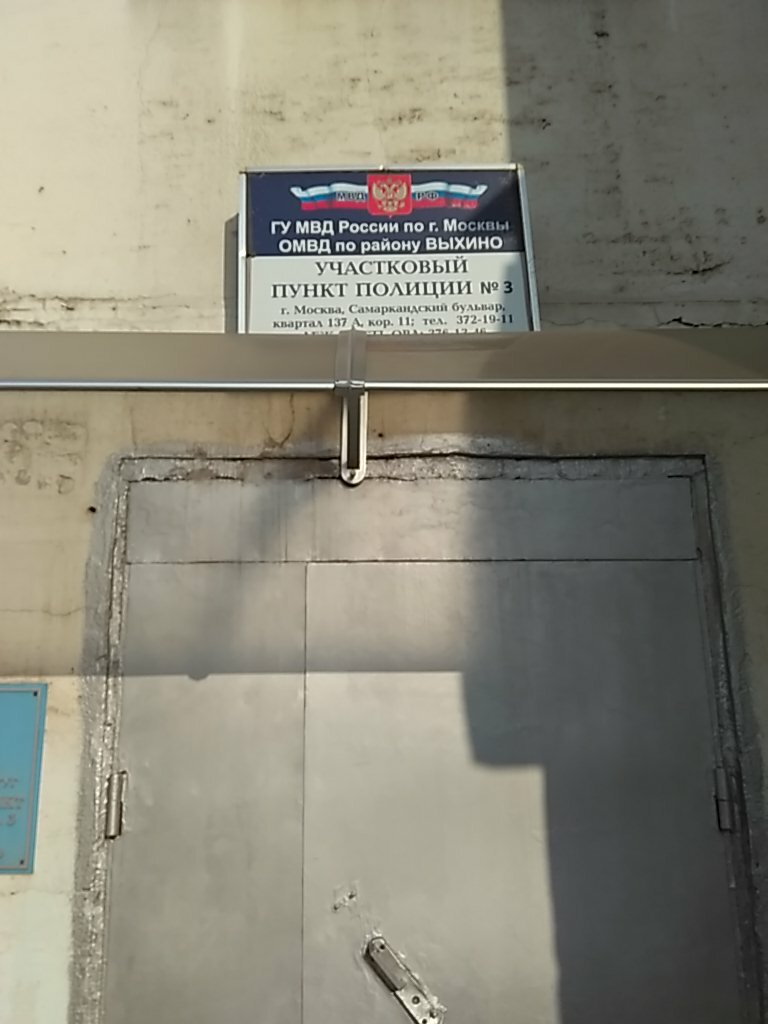 МВД РФ
ГУ МВД России по г. Москвы
ОМВД по району ВЫХИНО
УЧАСТКОВЫЙ
ПУНКТ ПОЛИЦИИ № 3
г. Москва, Самаркандский бульвар,
квартал 137 А, кор. 11; тел. 372-19-11